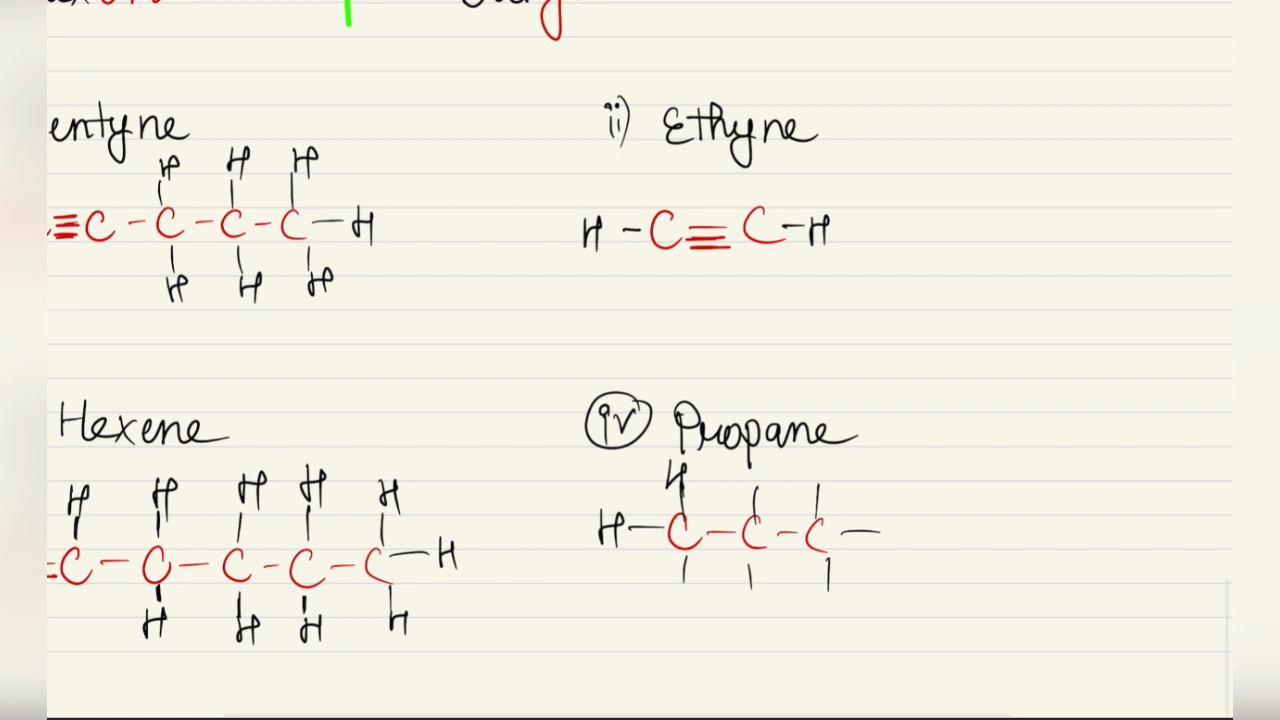 entyne
H H H
≡C-C-C-C-H
H H H
ii) Ethyne
H-C≡C-H
Hexene
H H H H H
=C-C-C-C-C-H
H H H H
iv) Propane
H
H-C-C-C-